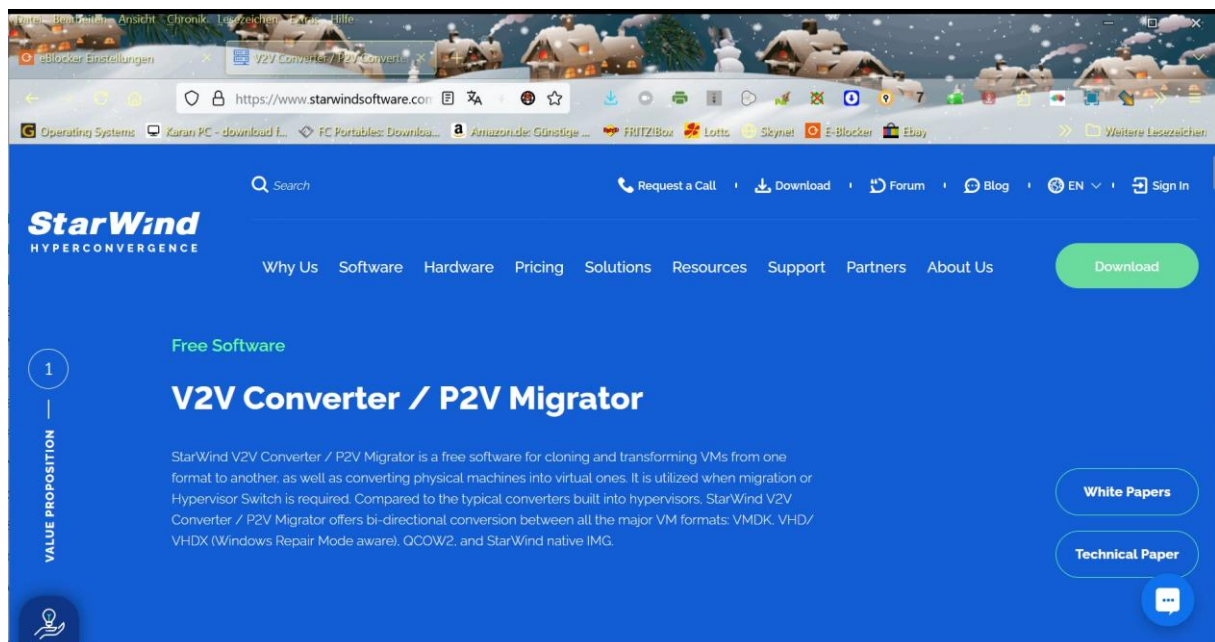 Datei Bearbeiten Ansicht Chronik Lesezeichen Extras Hilfe
eBlocker Einstellungen
V2V Converter / P2V Converte
https://www.starwindsoftware.com
7
Operating Systems Karan PC - download f... FC Portables: Downloa... Amazon.de: Günstige ... FRITZ!Box Lotto Skynet E-Blocker Ebay Weitere Lesezeichen
Search
Request a Call Download Forum Blog EN Sign In
StarWind
HYPERCONVERGENCE
Why Us Software Hardware Pricing Solutions Resources Support Partners About Us Download
Free Software
1
V2V Converter / P2V Migrator
VALUE PROPOSITION
StarWind V2V Converter / P2V Migrator is a free software for cloning and transforming VMs from one
format to another, as well as converting physical machines into virtual ones. It is utilized when migration or
Hypervisor Switch is required. Compared to the typical converters built into hypervisors, StarWind V2V
Converter / P2V Migrator offers bi-directional conversion between all the major VM formats: VMDK, VHD/
VHDX (Windows Repair Mode aware), QCOW2, and StarWind native IMG.
White Papers
Technical Paper